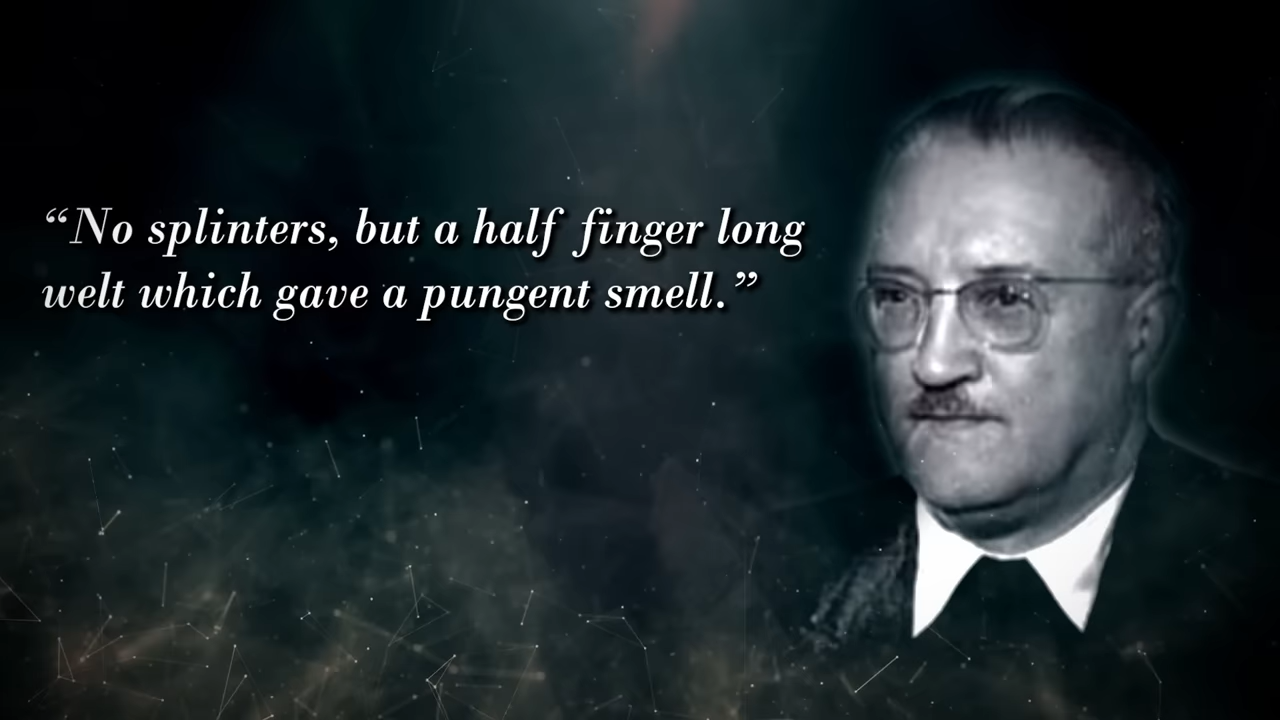 “No splinters, but a half finger long
welt which gave a pungent smell.”